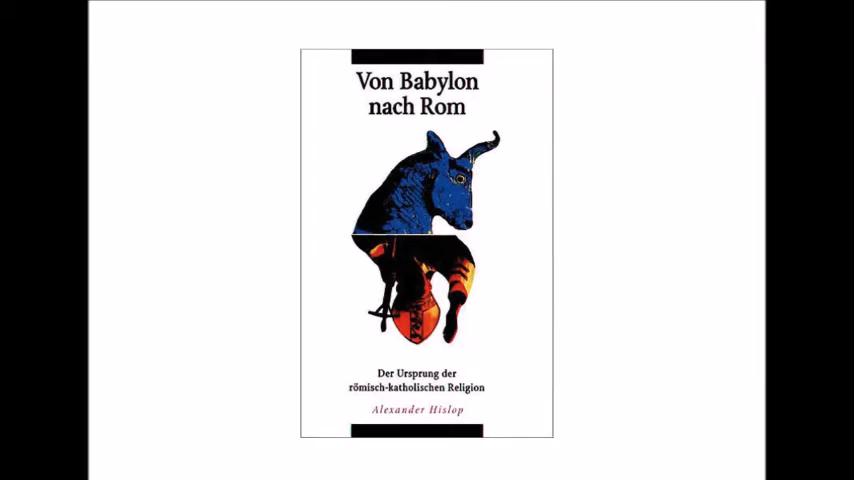 Von Babylon
nach Rom
Der Ursprung der
römisch-katholischen Religion
Alexander Hislop